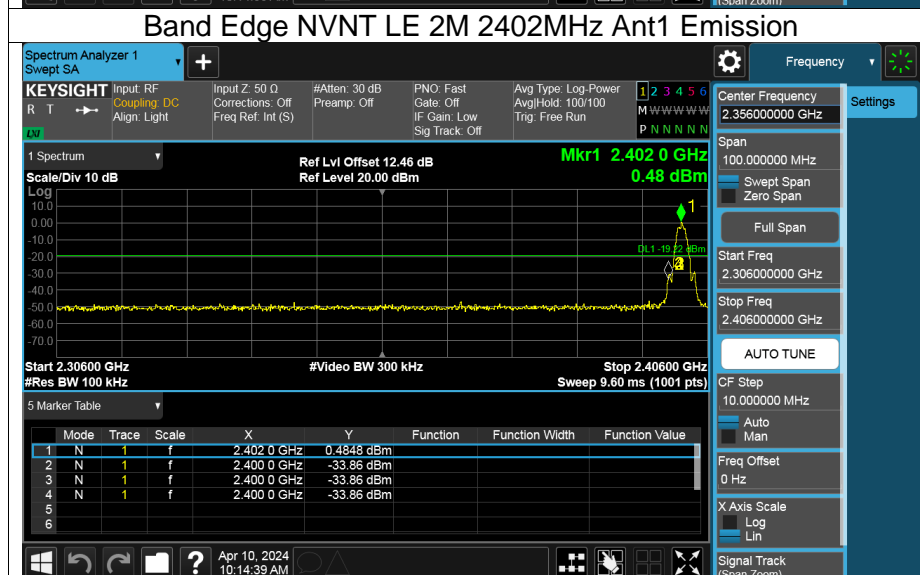 (Span Zoom)
Band Edge NVNT LE 2M 2402MHz Ant1 Emission
Spectrum Analyzer 1
Swept SA
+
Frequency
KEYSIGHT Input: RF Input Z: 50 Ω #Atten: 30 dB PNO: Fast Avg Type: Log-Power 1 2 3 4 5 6
R T Coupling: DC Corrections: Off Preamp: Off Gate: Off Avg|Hold: 100/100 M W W W W W
Align: Light Freq Ref: Int (S) IF Gain: Low Trig: Free Run
LXI Sig Track: Off P N N N N N
Center Frequency
2.356000000 GHz
Settings
1 Spectrum
Ref Lvl Offset 12.46 dB Mkr1 2.402 0 GHz
Scale/Div 10 dB Ref Level 20.00 dBm 0.48 dBm
Span
100.000000 MHz
Swept Span
Zero Span
Full Span
Start Freq
2.306000000 GHz
Stop Freq
2.406000000 GHz
AUTO TUNE
CF Step
10.000000 MHz
Auto
Man
Freq Offset
0 Hz
X Axis Scale
Log
Lin
Signal Track
(Span Zoom)
Log
10.0
0.00
-10.0
-20.0
-30.0
-40.0
-50.0
-60.0
-70.0
1
Start 2.30600 GHz #Video BW 300 kHz Stop 2.40600 GHz
#Res BW 100 kHz Sweep 9.60 ms (1001 pts)
5 Marker Table
Mode Trace Scale X Y Function Function Width Function Value
1 N 1 f 2.402 0 GHz 0.4848 dBm
2 N 1 f 2.400 0 GHz -33.86 dBm
3 N 1 f 2.400 0 GHz -33.86 dBm
4 N 1 f 2.400 0 GHz -33.86 dBm
5
6
?
Apr 10, 2024
10:14:39 AM